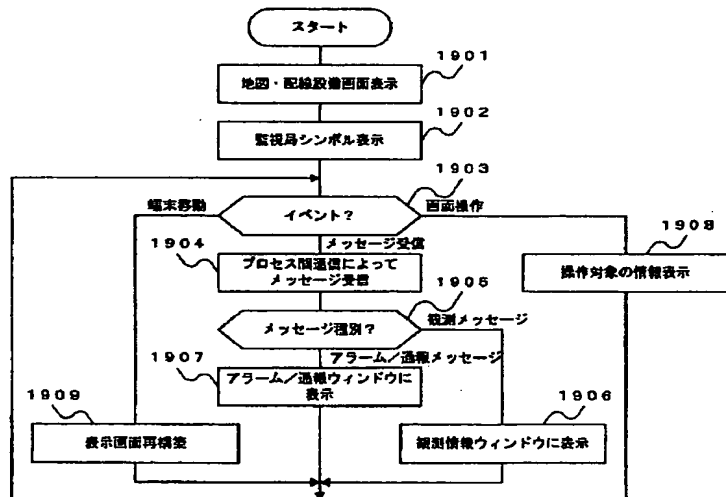 スタート
1901
地図・配線設備画面表示
1902
監視局シンボル表示
1903
端末移動
イベント?
画面操作
メッセージ受信
1904
プロセス間通信によって
メッセージ受信
1908
操作対象の情報表示
1905
メッセージ種別?
観測メッセージ
アラーム/通報メッセージ
1907
アラーム/通報ウィンドウに
表示
1909
表示画面再構築
1906
観測情報ウィンドウに表示